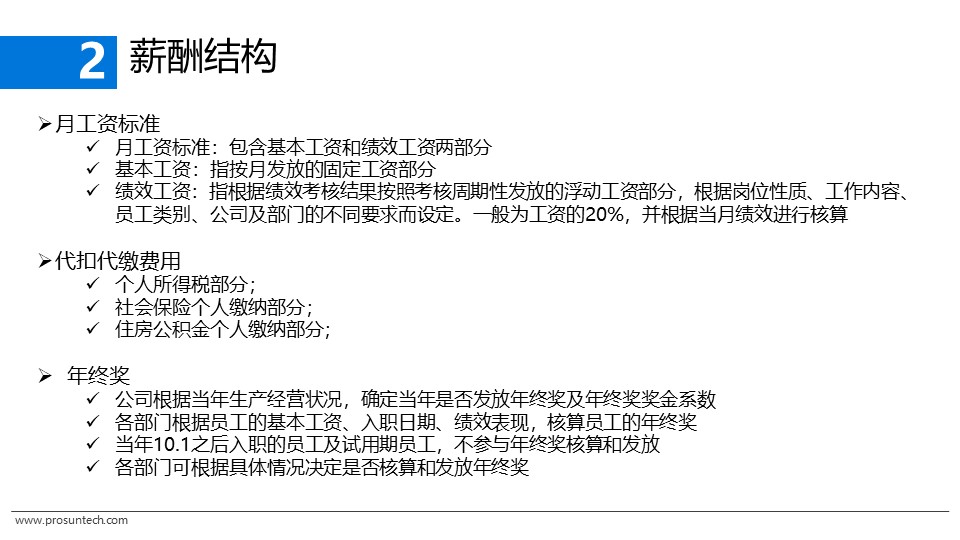 2 薪酬结构
➢月工资标准
✓ 月工资标准：包含基本工资和绩效工资两部分
✓ 基本工资：指按月发放的固定工资部分
✓ 绩效工资：指根据绩效考核结果按照考核周期性发放的浮动工资部分，根据岗位性质、工作内容、
员工类别、公司及部门的不同要求而设定。一般为工资的20%，并根据当月绩效进行核算
➢代扣代缴费用
✓ 个人所得税部分；
✓ 社会保险个人缴纳部分；
✓ 住房公积金个人缴纳部分；
➢ 年终奖
✓ 公司根据当年生产经营状况，确定当年是否发放年终奖及年终奖奖金系数
✓ 各部门根据员工的基本工资、入职日期、绩效表现，核算员工的年终奖
✓ 当年10.1之后入职的员工及试用期员工，不参与年终奖核算和发放
✓ 各部门可根据具体情况决定是否核算和发放年终奖
www.prosuntech.com